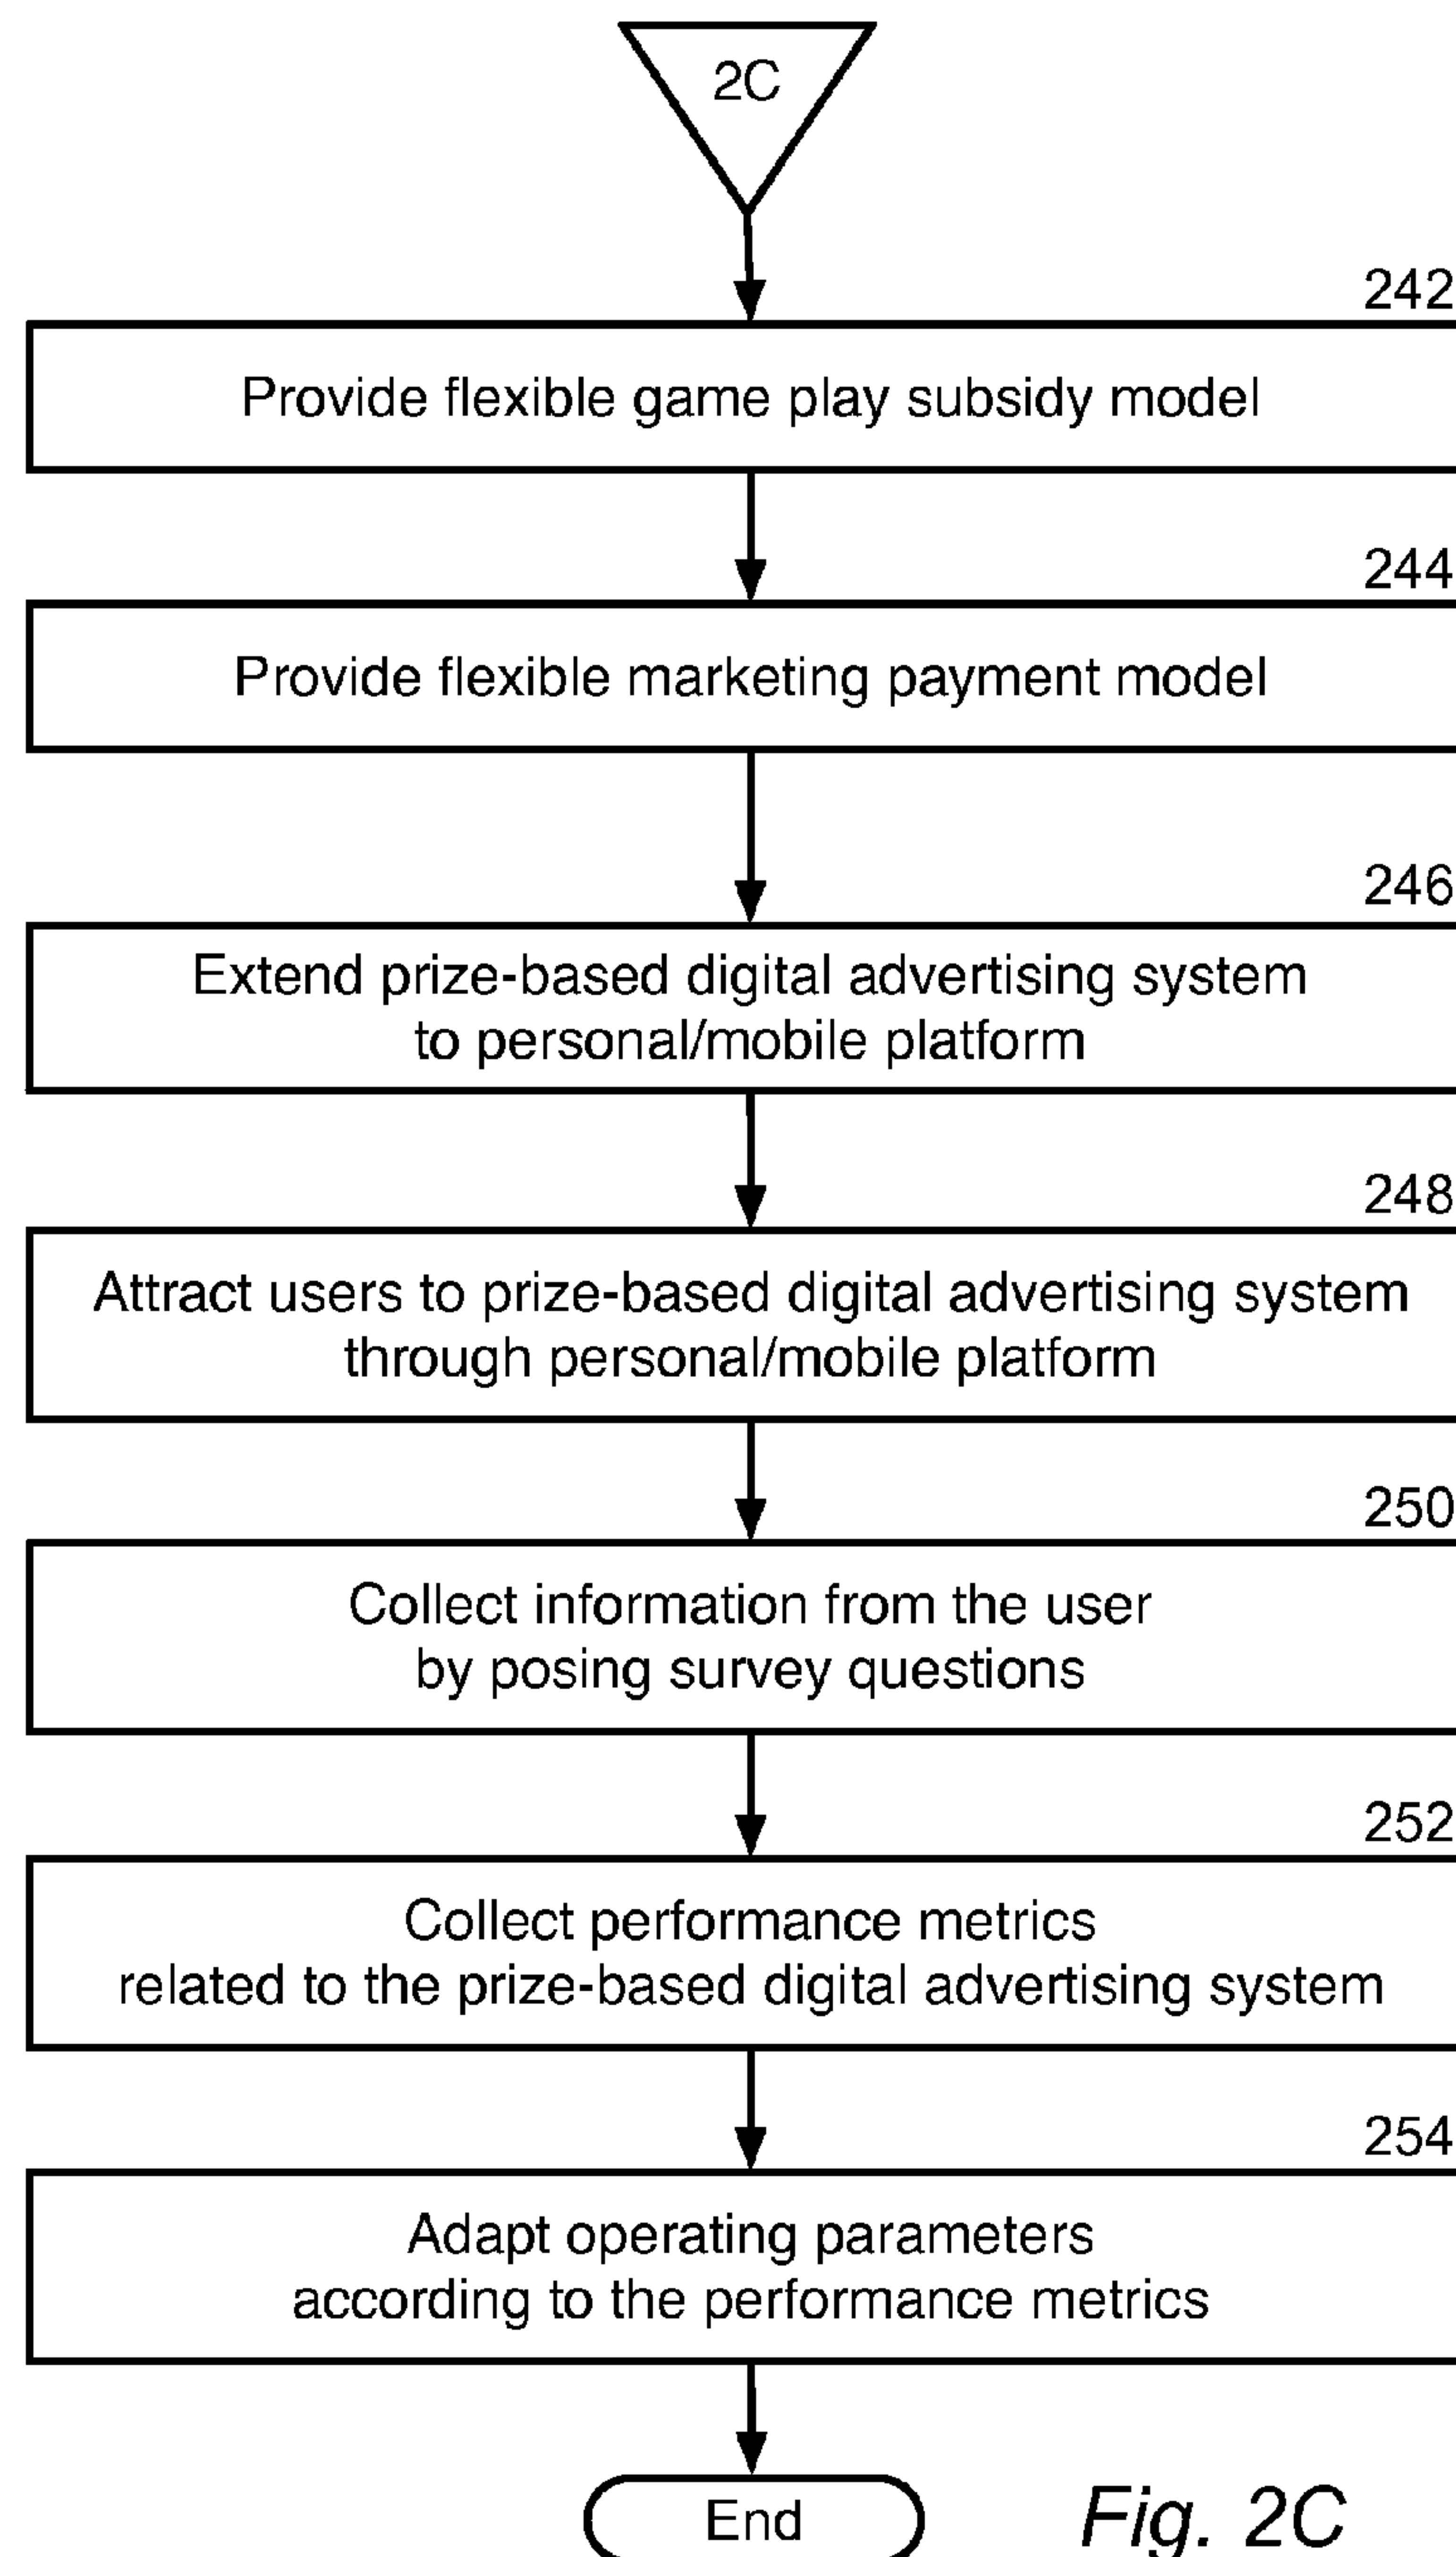 2C
242
Provide flexible game play subsidy model
244
Provide flexible marketing payment model
246
Extend prize-based digital advertising system
to personal/mobile platform
248
Attract users to prize-based digital advertising system
through personal/mobile platform
250
Collect information from the user
by posing survey questions
252
Collect performance metrics
related to the prize-based digital advertising system
254
Adapt operating parameters
according to the performance metrics
End
Fig. 2C